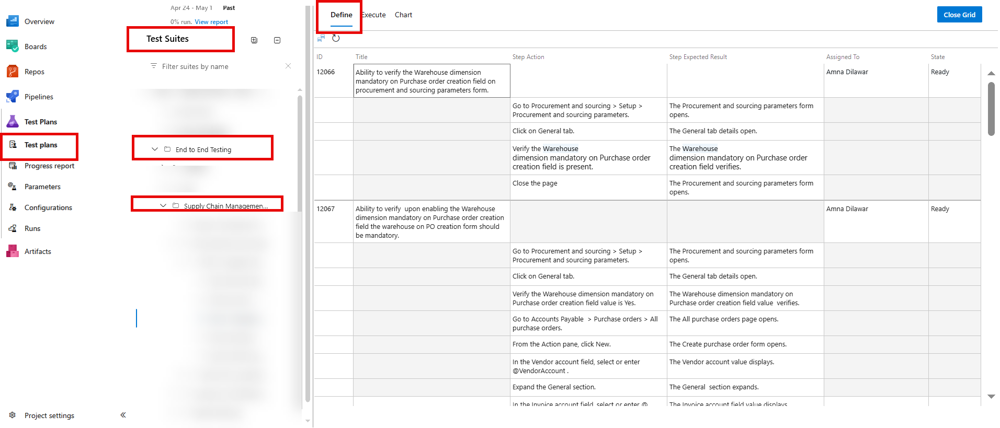 Overview
Boards
Repos
Pipelines
Test Plans
Test plans
Progress report
Parameters
Configurations
Runs
Artifacts
Project settings
Apr 24 - May 1 Past
0% run. View report
Test Suites
Filter suites by name
End to End Testing
Supply Chain Managemen...
Define Execute Chart
Close Grid
ID Title Step Action Step Expected Result Assigned To State
12066
Ability to verify the Warehouse dimension
mandatory on Purchase order creation field on
procurement and sourcing parameters form.
Amna Dilawar
Ready
Go to Procurement and sourcing > Setup >
Procurement and sourcing parameters.
The Procurement and sourcing parameters form
opens.
Click on General tab.
The General tab details open.
Verify the Warehouse
dimension mandatory on Purchase order
creation field is present.
The Warehouse
dimension mandatory on Purchase order
creation field verifies.
Close the page
The Procurement and sourcing parameters form
opens.
12067
Ability to verify  upon enabling the Warehouse
dimension mandatory on Purchase order creation
field the warehouse on PO creation form should
be mandatory.
Amna Dilawar
Ready
Go to Procurement and sourcing > Setup >
Procurement and sourcing parameters.
The Procurement and sourcing parameters form
opens.
Click on General tab.
The General tab details open.
Verify the Warehouse dimension mandatory on
Purchase order creation field value is Yes.
The Warehouse dimension mandatory on
Purchase order creation field value  verifies.
Go to Accounts Payable  > Purchase orders > All
purchase orders.
The All purchase orders page opens.
From the Action pane, click New.
The Create purchase order form opens.
In the Vendor account field, select or enter
@VendorAccount .
The Vendor account value displays.
Expand the General section.
The General  section expands.
In the Invoice account field, select or enter @
The Invoice account field value displays